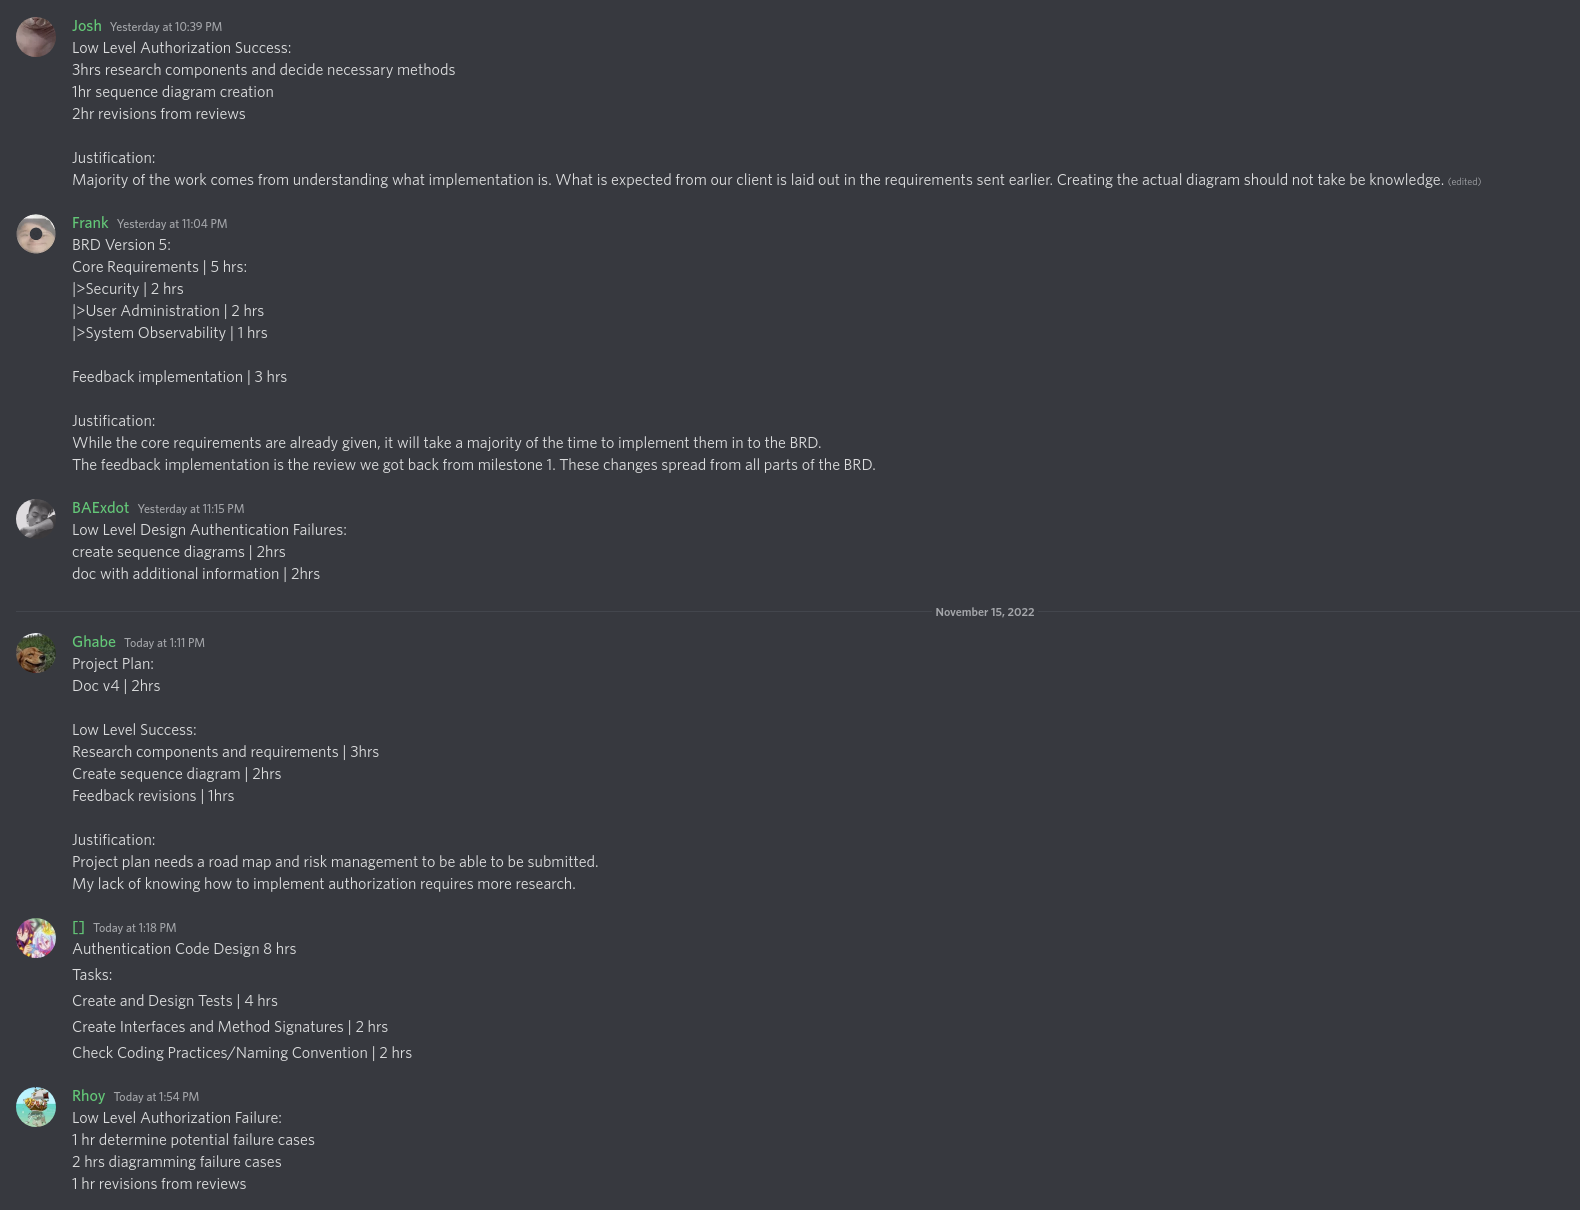 Josh Yesterday at 10:39 PM
Low Level Authorization Success:
3hrs research components and decide necessary methods
1hr sequence diagram creation
2hr revisions from reviews
Justification:
Majority of the work comes from understanding what implementation is. What is expected from our client is laid out in the requirements sent earlier. Creating the actual diagram should not take be knowledge. (edited)
Frank Yesterday at 11:04 PM
BRD Version 5:
Core Requirements | 5 hrs:
|>Security | 2 hrs
|>User Administration | 2 hrs
|>System Observability | 1 hrs
Feedback implementation | 3 hrs
Justification:
While the core requirements are already given, it will take a majority of the time to implement them in to the BRD.
The feedback implementation is the review we got back from milestone 1. These changes spread from all parts of the BRD.
BAExdot Yesterday at 11:15 PM
Low Level Design Authentication Failures:
create sequence diagrams | 2hrs
doc with additional information | 2hrs
November 15, 2022
Ghabe Today at 1:11 PM
Project Plan:
Doc v4 | 2hrs
Low Level Success:
Research components and requirements | 3hrs
Create sequence diagram | 2hrs
Feedback revisions | 1hrs
Justification:
Project plan needs a road map and risk management to be able to be submitted.
My lack of knowing how to implement authorization requires more research.
[] Today at 1:18 PM
Authentication Code Design 8 hrs
Tasks:
Create and Design Tests | 4 hrs
Create Interfaces and Method Signatures | 2 hrs
Check Coding Practices/Naming Convention | 2 hrs
Rhoy Today at 1:54 PM
Low Level Authorization Failure:
1 hr determine potential failure cases
2 hrs diagramming failure cases
1 hr revisions from reviews